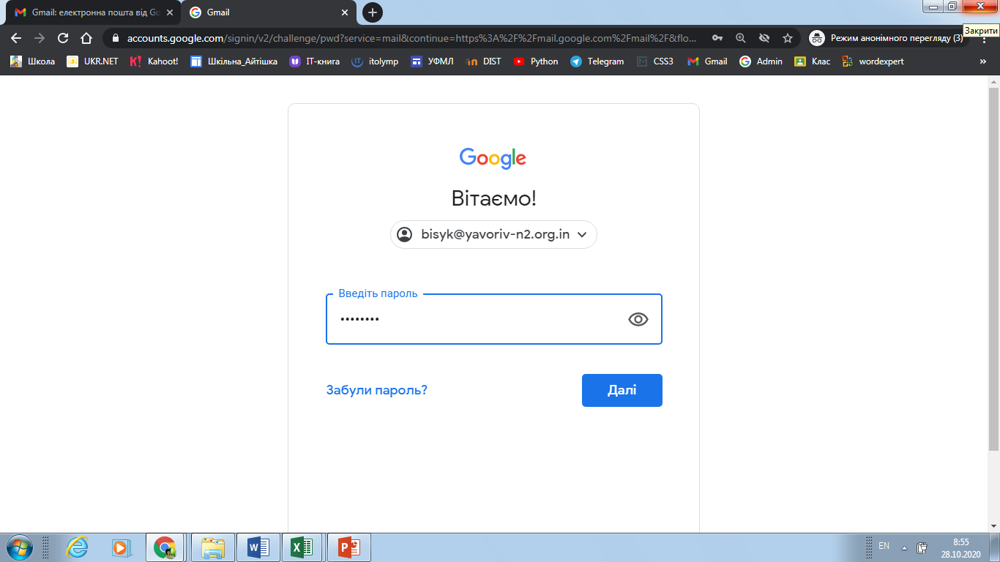 Gmail: електронна пошта від Go
Gmail
accounts.google.com/signin/v2/challenge/pwd?service=mail&continue=https%3A%2F%2Fmail.google.com%2Fmail%2F&flo...
Режим анонімного перегляду (3)
Закрити
Школа
UKR.NET
Kahoot!
Шкільна_Айтішка
ІТ-книга
itolymp
УФМЛ
DIST
Python
Telegram
CSS3
Gmail
Admin
Клас
wordexpert
»
Google
Вітаємо!
bisyk@yavoriv-n2.org.in
Введіть пароль
••••••••
Забули пароль?
Далі
EN
8:55
28.10.2020